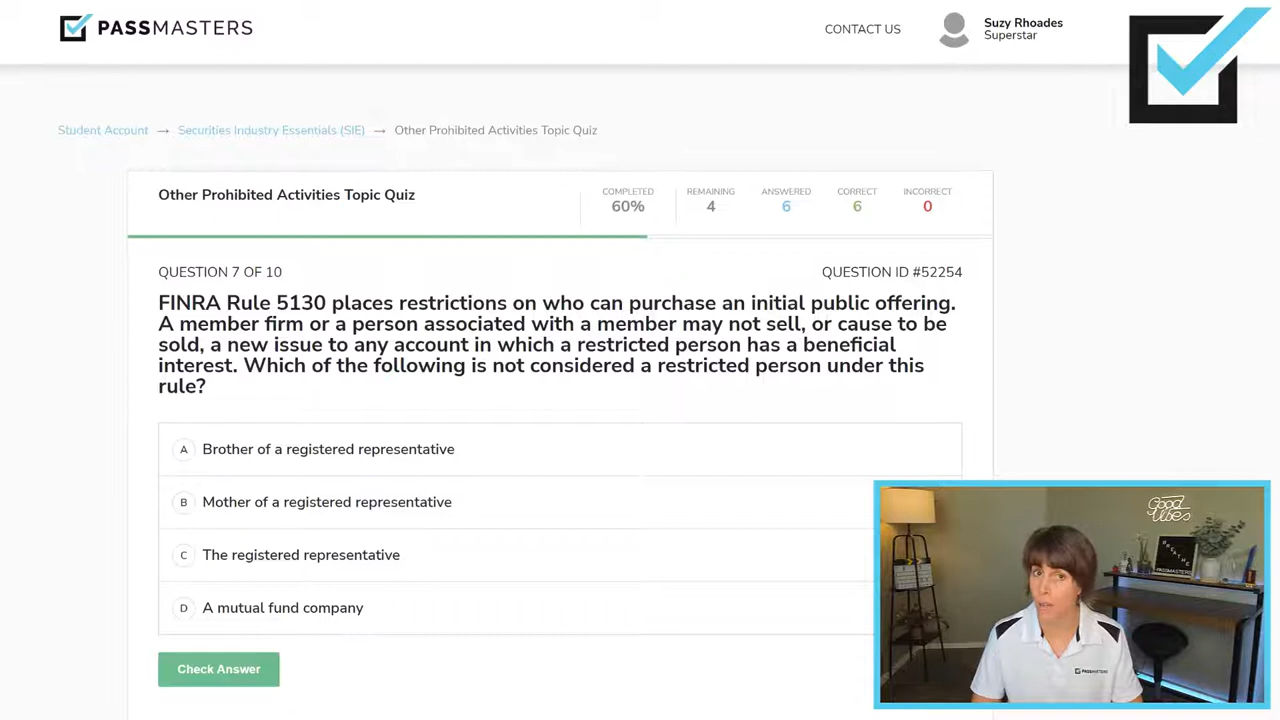 PASSMASTERS
CONTACT US
Suzy Rhoades
Superstar
Student Account → Securities Industry Essentials (SIE) → Other Prohibited Activities Topic Quiz
Other Prohibited Activities Topic Quiz
COMPLETED REMAINING ANSWERED CORRECT INCORRECT
60% 4 6 6 0
QUESTION 7 OF 10
QUESTION ID #52254
FINRA Rule 5130 places restrictions on who can purchase an initial public offering.
A member firm or a person associated with a member may not sell, or cause to be
sold, a new issue to any account in which a restricted person has a beneficial
interest. Which of the following is not considered a restricted person under this
rule?
A Brother of a registered representative
B Mother of a registered representative
C The registered representative
D A mutual fund company
Check Answer
Good
Vibes
BREATHE
PASSMASTERS
PASSMASTERS